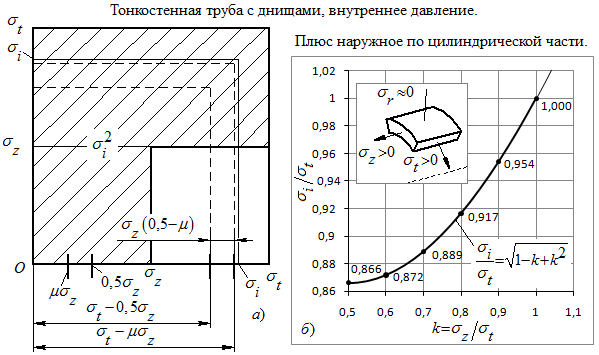 Тонкостенная труба с днищами, внутреннее давление.
Плюс наружное по цилиндрической части.
σt
σi
σz
σi²
σz(0,5−μ)
O
μσz
0,5σz
σz
σi
σt
σt−0,5σz
σt−μσz
а)
σi/σt
1,02
1
0,98
0,96
0,94
0,92
0,9
0,88
0,86
σr≈0
σz>0
σt>0
1,000
0,954
0,917
0,889
0,872
0,866
σi/σt=√1−k+k²
0,5
0,6
0,7
0,8
0,9
1
1,1
б)
k=σz/σt